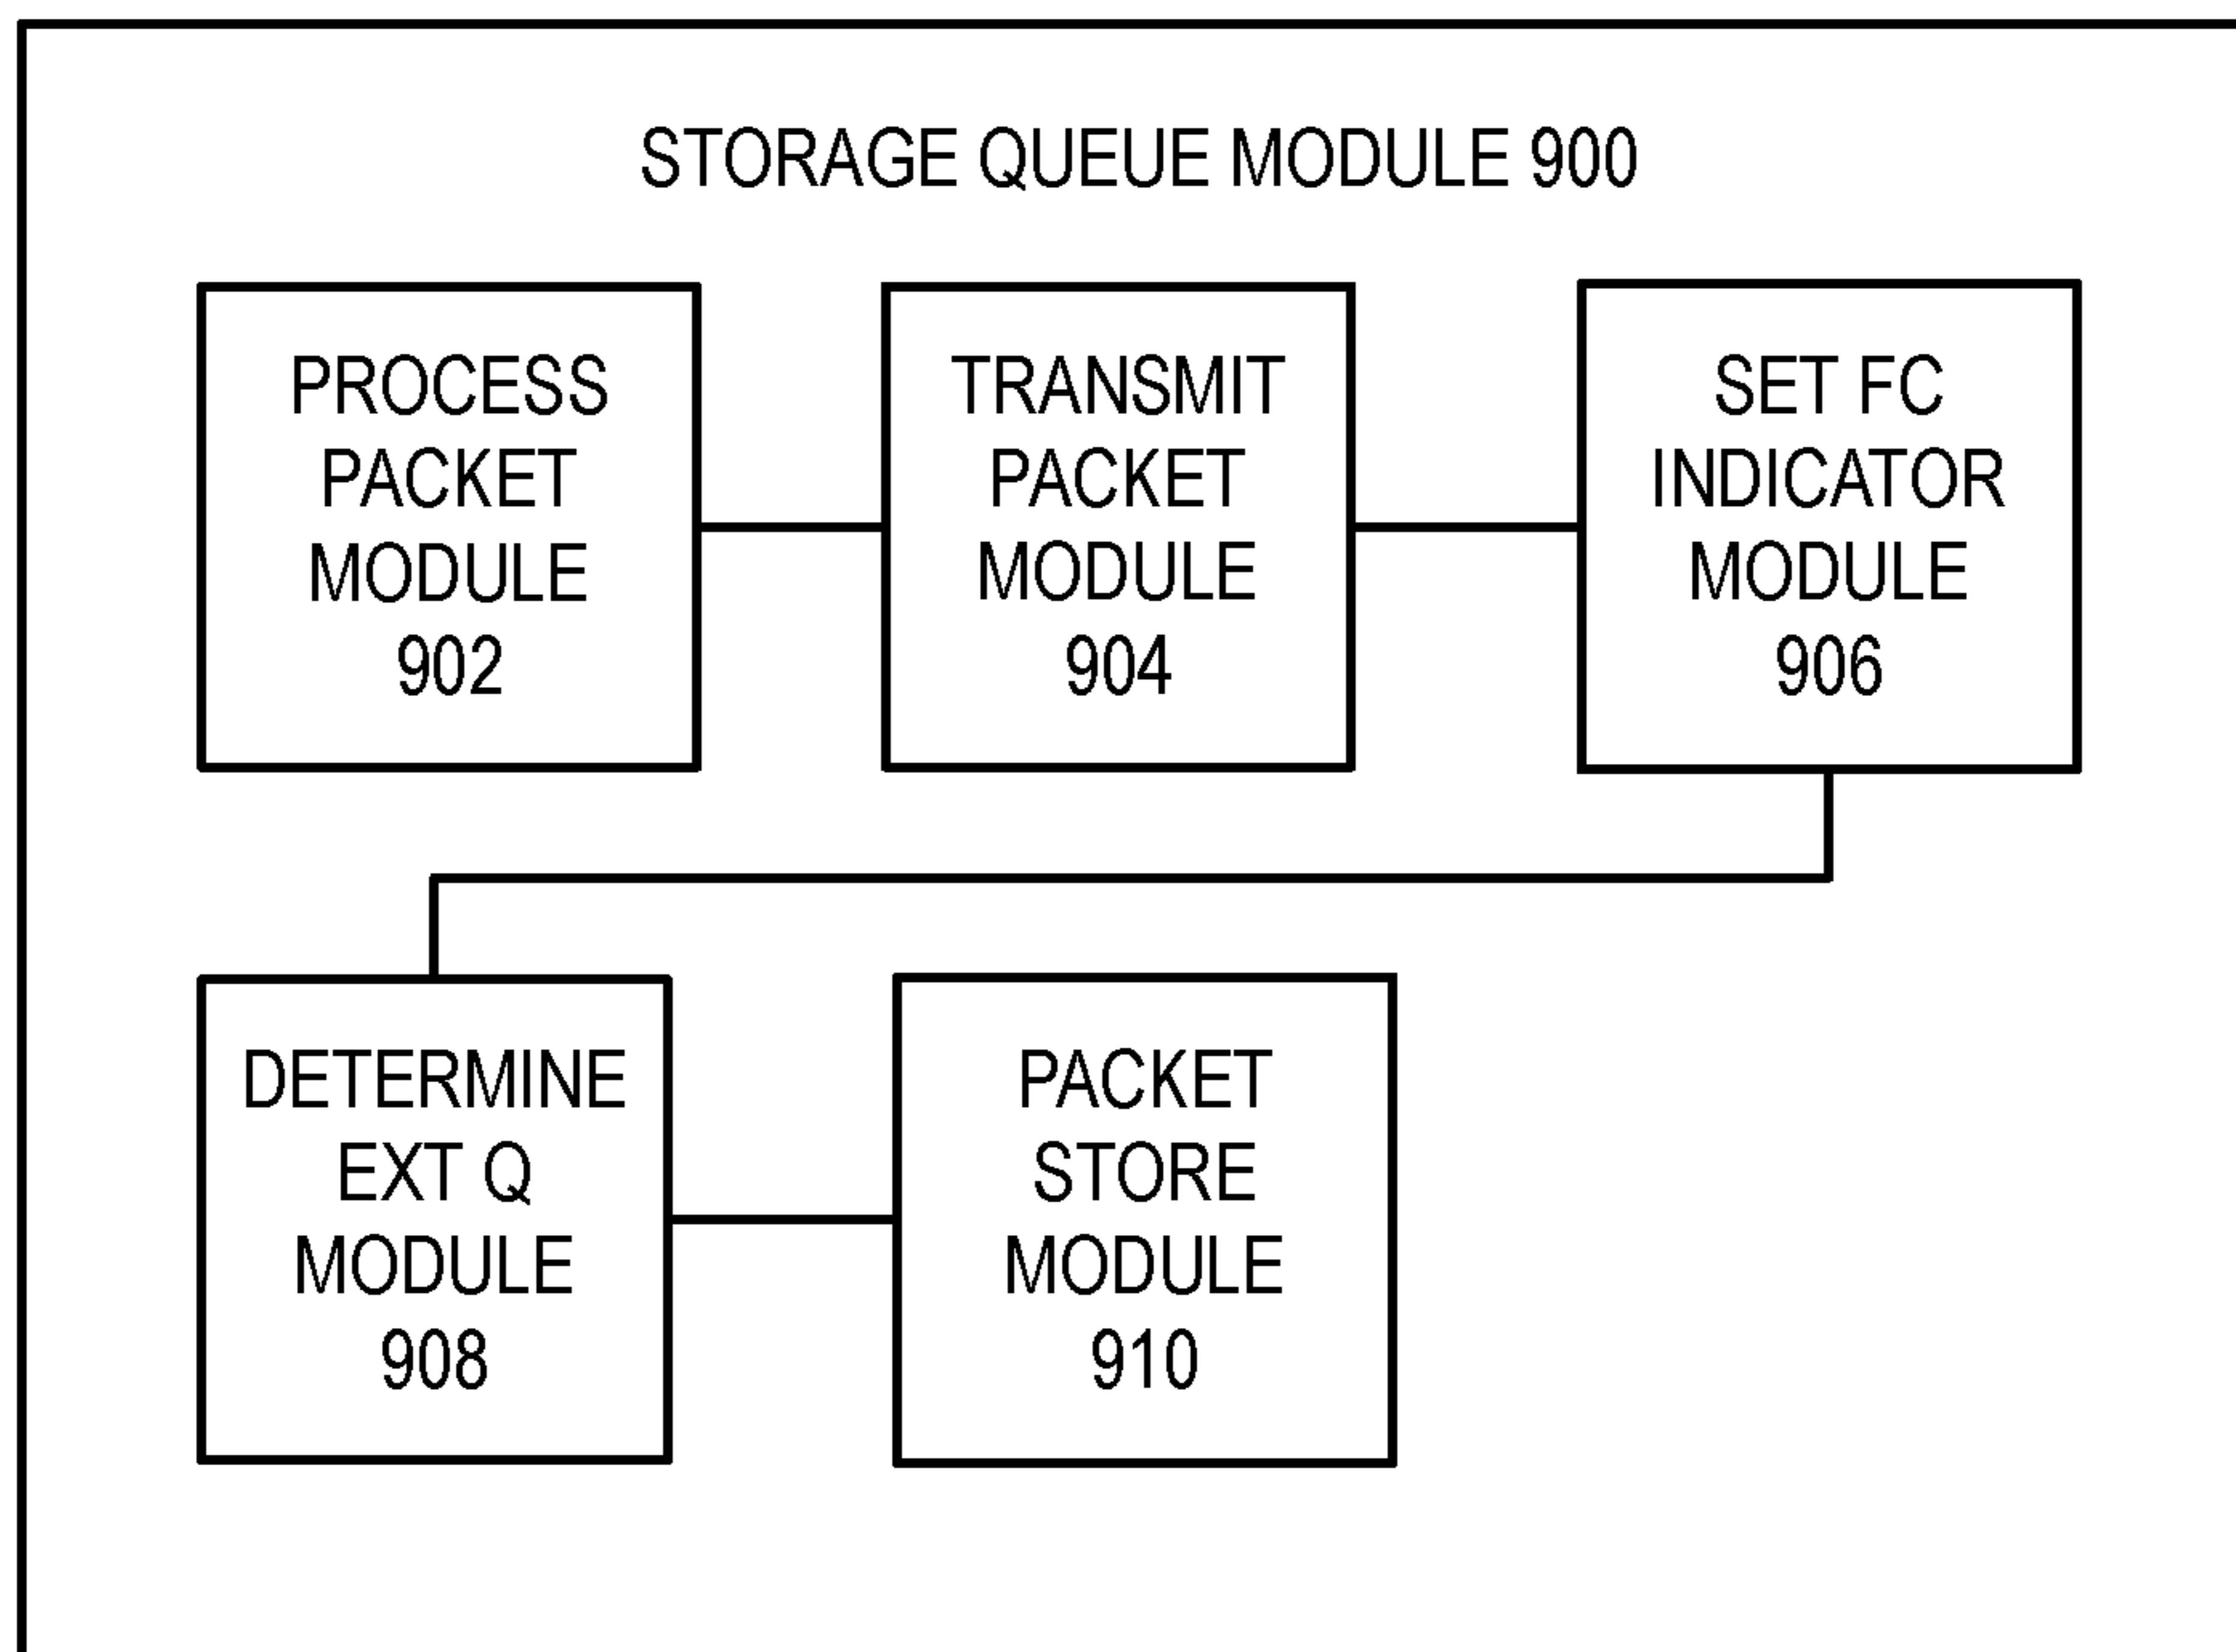 STORAGE QUEUE MODULE 900
PROCESS
PACKET
MODULE
902
TRANSMIT
PACKET
MODULE
904
SET FC
INDICATOR
MODULE
906
DETERMINE
EXT Q
MODULE
908
PACKET
STORE
MODULE
910